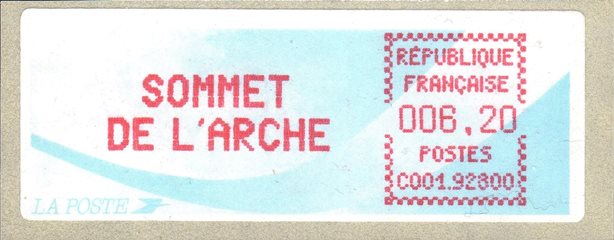 SOMMET
DE L'ARCHE
RÉPUBLIQUE
FRANÇAISE
006,20
POSTES
C001.92800
LA POSTE